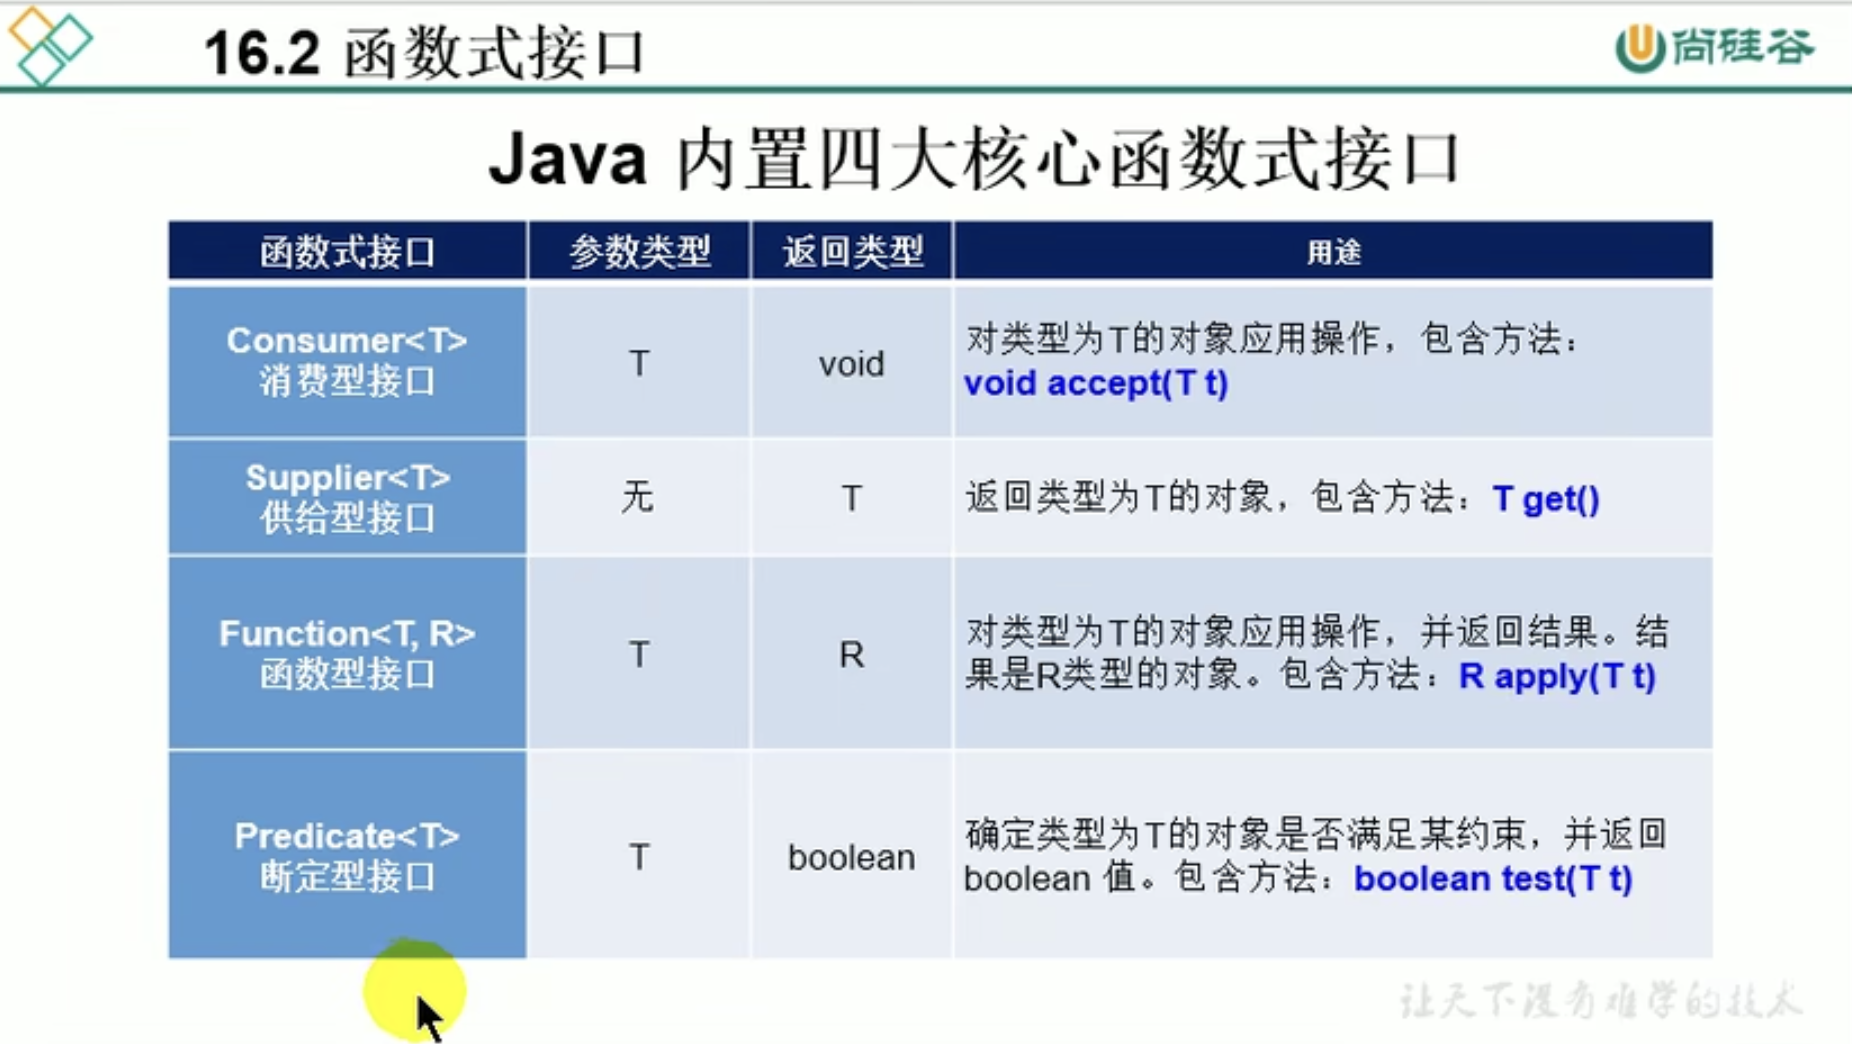 16.2 函数式接口
尚硅谷
Java 内置四大核心函数式接口
函数式接口 参数类型 返回类型 用途
Consumer<T>
消费型接口
T
void
对类型为T的对象应用操作，包含方法：
void accept(T t)
Supplier<T>
供给型接口
无
T
返回类型为T的对象，包含方法：T get()
Function<T, R>
函数型接口
T
R
对类型为T的对象应用操作，并返回结果。结
果是R类型的对象。包含方法：R apply(T t)
Predicate<T>
断定型接口
T
boolean
确定类型为T的对象是否满足某约束，并返回
boolean 值。包含方法：boolean test(T t)
让天下没有难学的技术